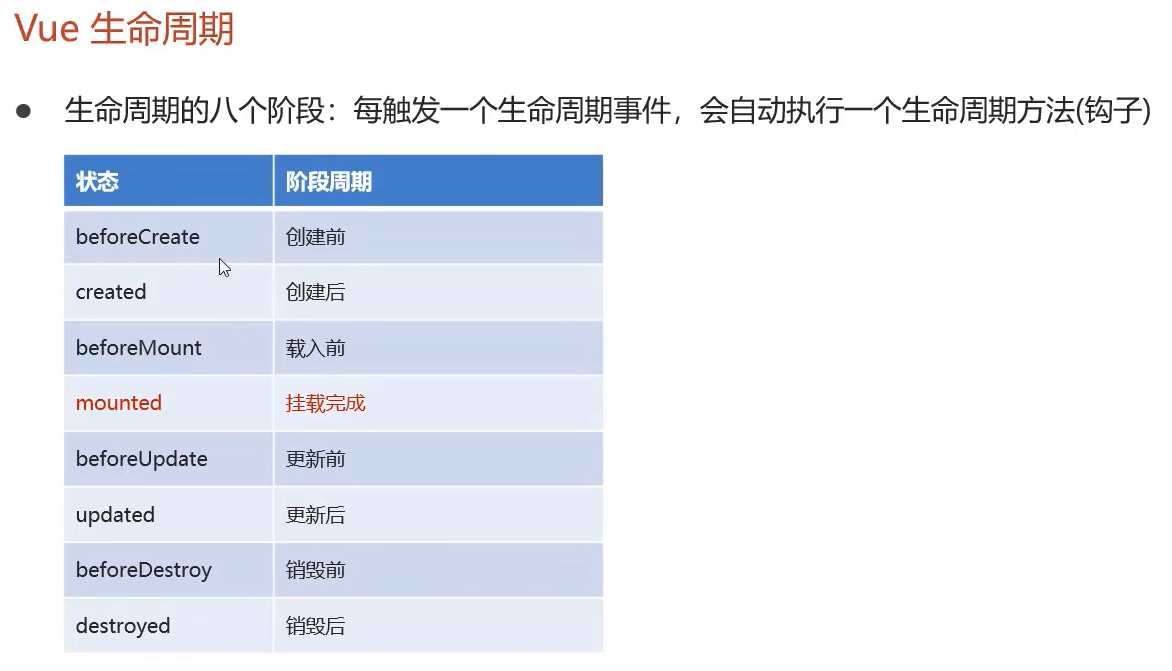 Vue 生命周期
● 生命周期的八个阶段：每触发一个生命周期事件，会自动执行一个生命周期方法(钩子)
状态 阶段周期
beforeCreate 创建前
created 创建后
beforeMount 载入前
mounted 挂载完成
beforeUpdate 更新前
updated 更新后
beforeDestroy 销毁前
destroyed 销毁后